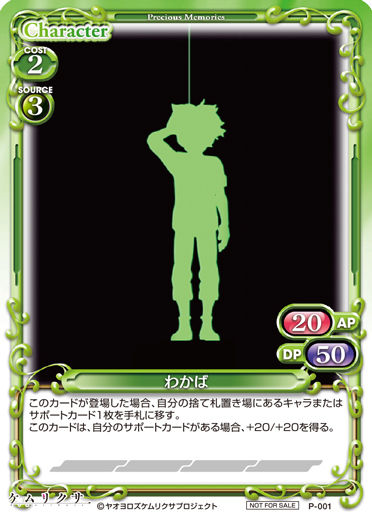 Precious Memories
Character
COST
2
SOURCE
3
20 AP
DP 50
わかば
このカードが登場した場合、自分の捨て札置き場にあるキャラまたは
サポートカード1枚を手札に移す。
このカードは、自分のサポートカードがある場合、+20/+20を得る。
ケムリクサ
©ヤオヨロズケムリクサプロジェクト
NOT FOR SALE
P-001